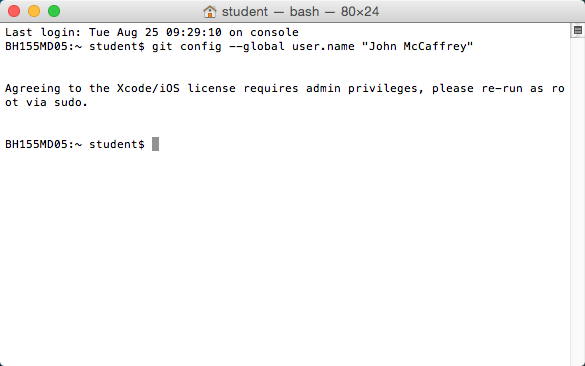 student — bash — 80×24
Last login: Tue Aug 25 09:29:10 on console
BH155MD05:~ student$ git config --global user.name "John McCaffrey"
Agreeing to the Xcode/iOS license requires admin privileges, please re-run as ro
ot via sudo.
BH155MD05:~ student$